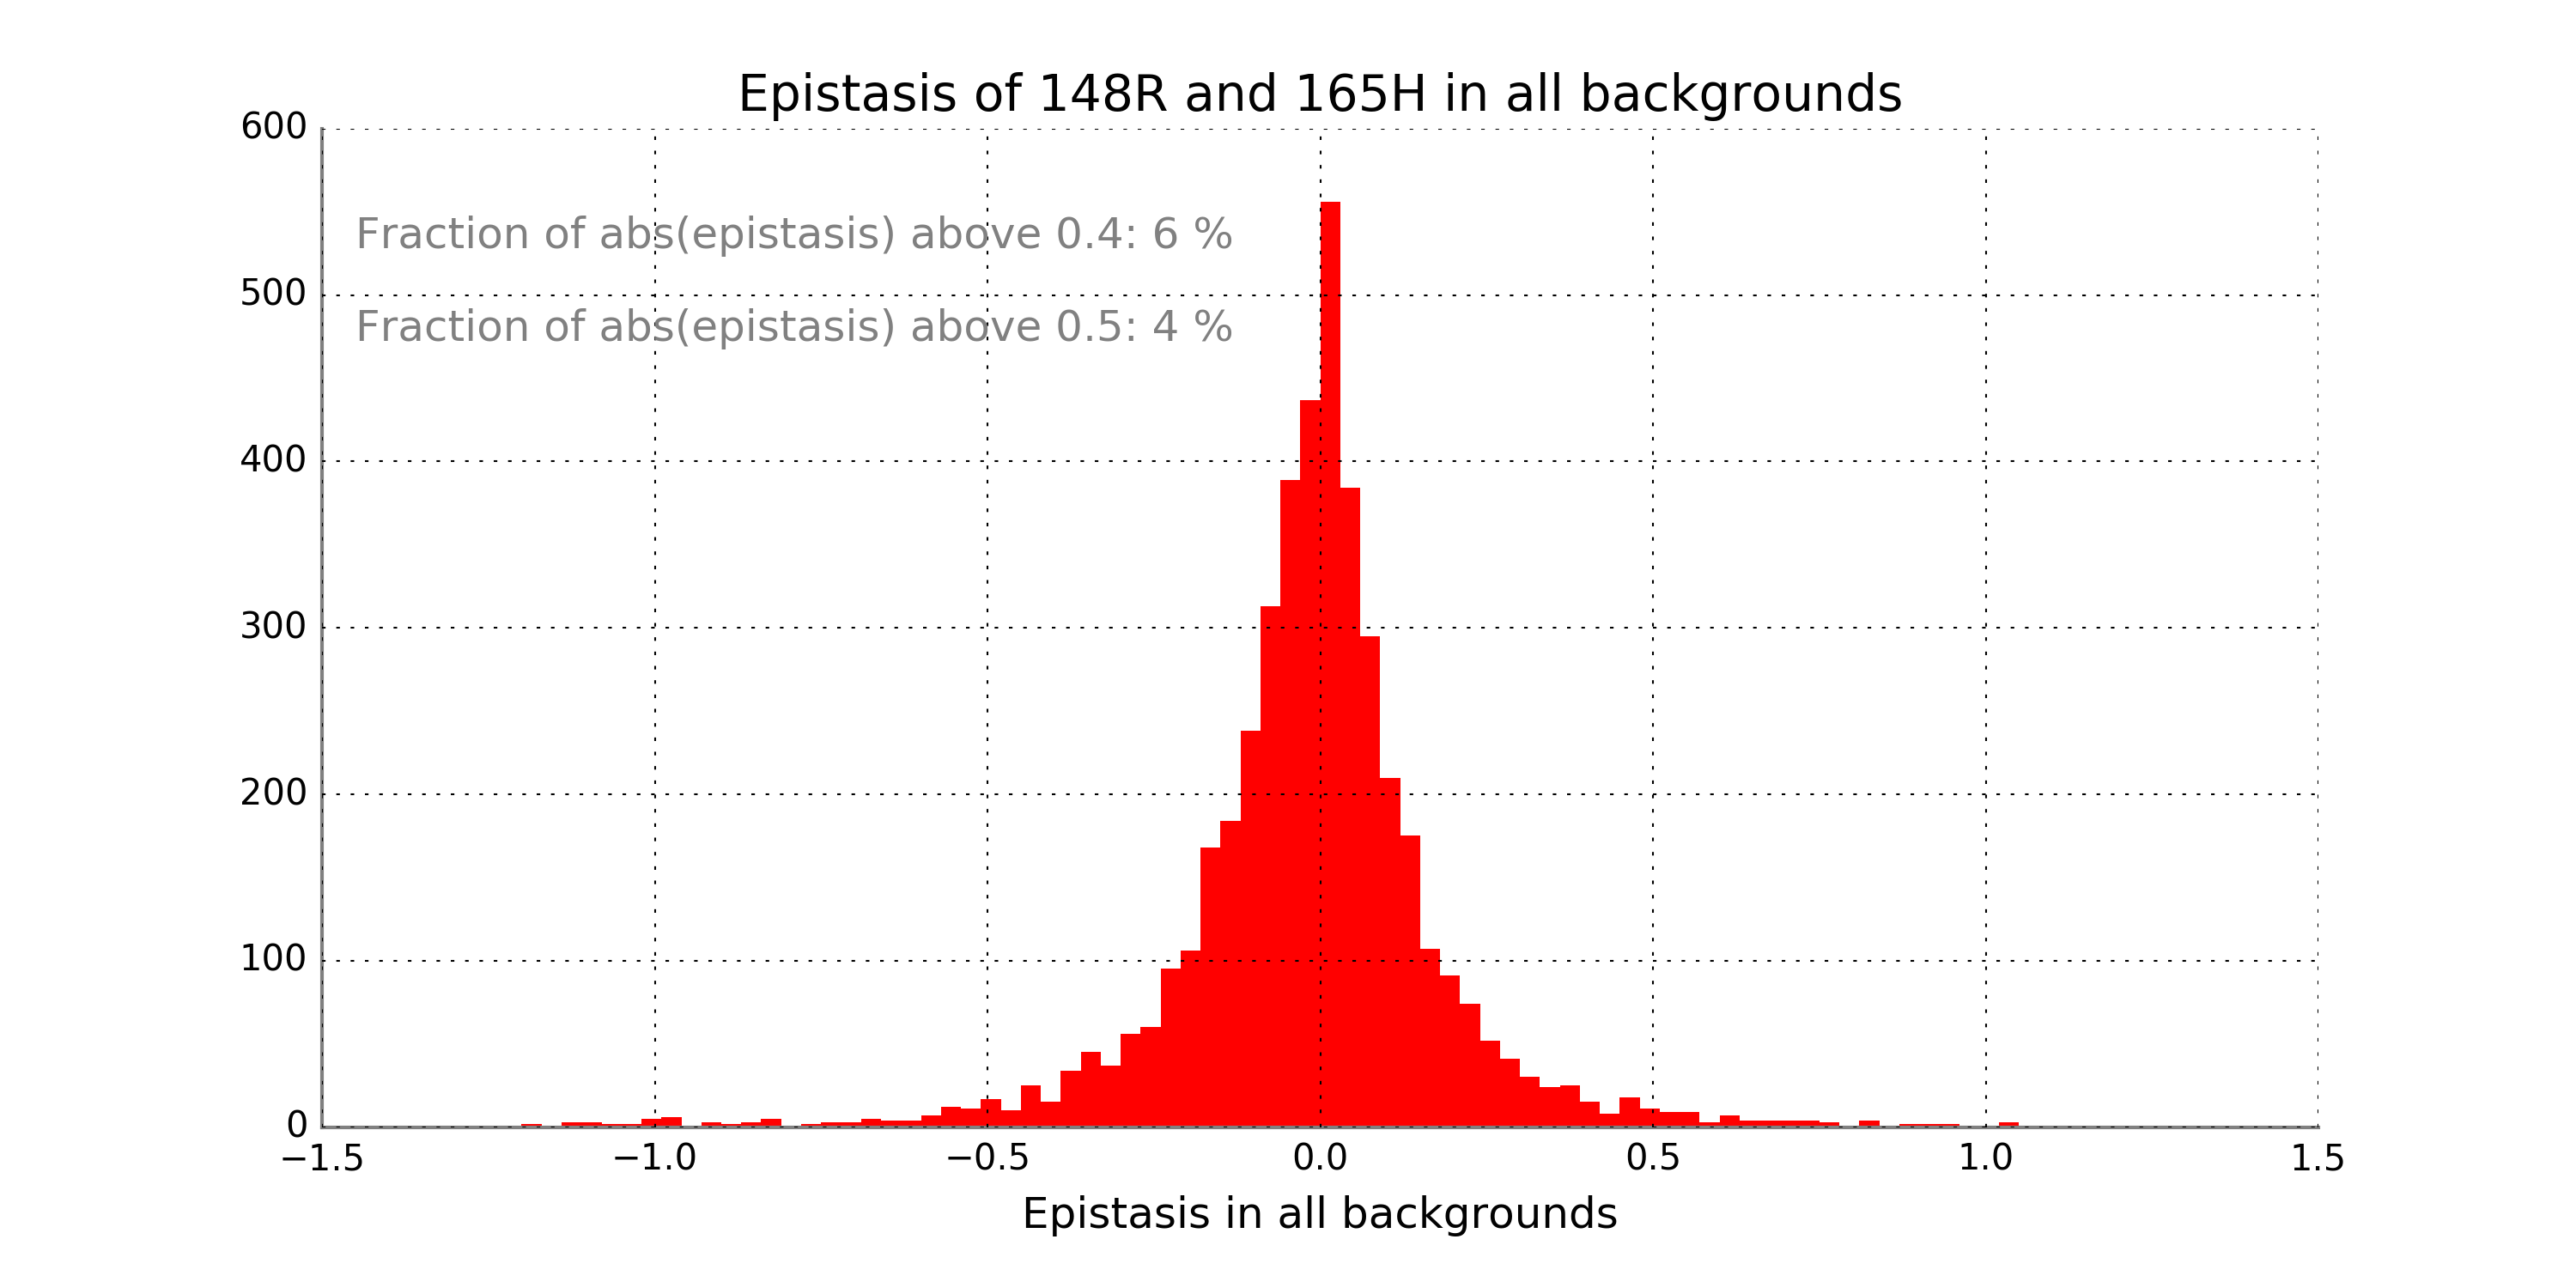 Epistasis of 148R and 165H in all backgrounds
600
Fraction of abs(epistasis) above 0.4: 6 %
500
Fraction of abs(epistasis) above 0.5: 4 %
400
300
200
100
0
−1.5 −1.0 −0.5 0.0 0.5 1.0 1.5
Epistasis in all backgrounds